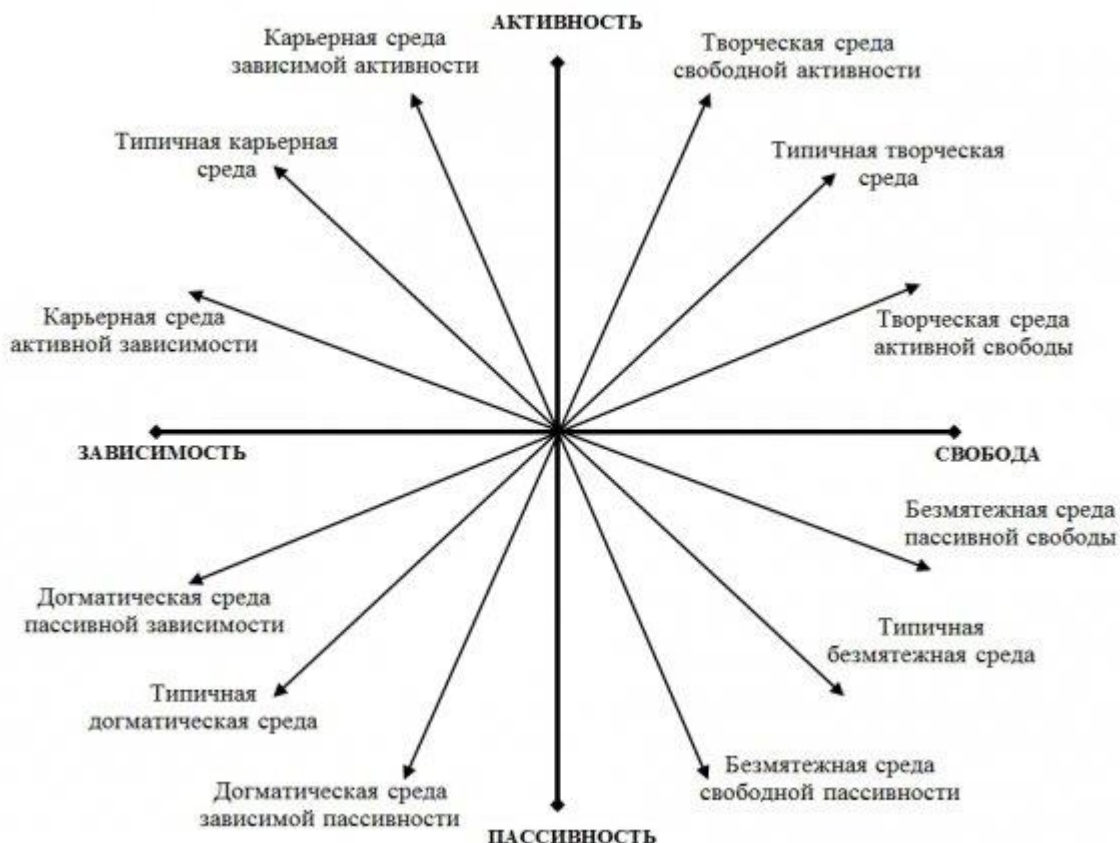 АКТИВНОСТЬ
Карьерная среда
зависимой активности
Творческая среда
свободной активности
Типичная карьерная
среда
Типичная творческая
среда
Карьерная среда
активной зависимости
Творческая среда
активной свободы
ЗАВИСИМОСТЬ
СВОБОДА
Безмятежная среда
пассивной свободы
Догматическая среда
пассивной зависимости
Типичная
безмятежная среда
Типичная
догматическая среда
Догматическая среда
зависимой пассивности
Безмятежная среда
свободной пассивности
ПАССИВНОСТЬ